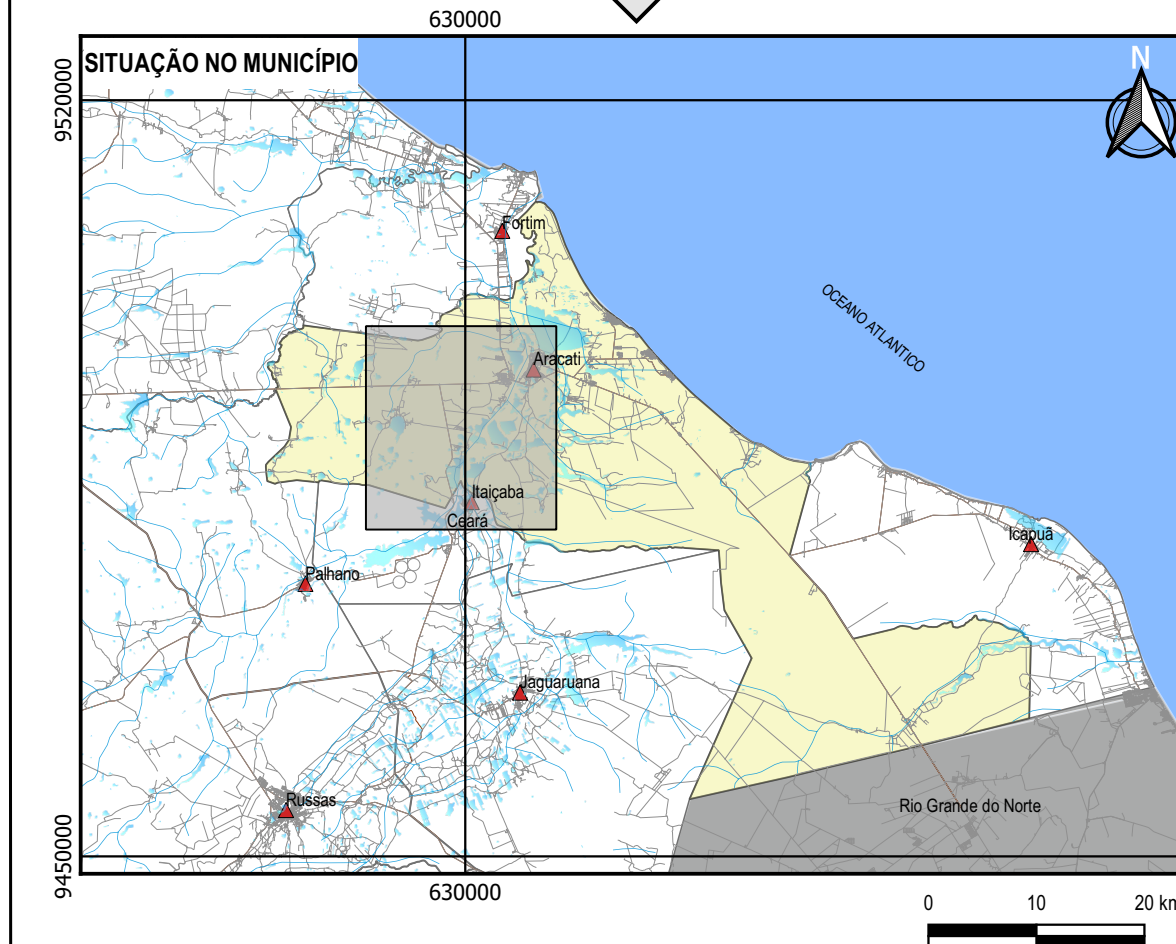 630000
SITUAÇÃO NO MUNICÍPIO
N
9520000
Fortim
OCEANO ATLANTICO
Aracati
Itaiçaba
Ceará
Icapuã
Palhano
Jaguaruana
Russas
Rio Grande do Norte
9450000
630000
0 10 20 km